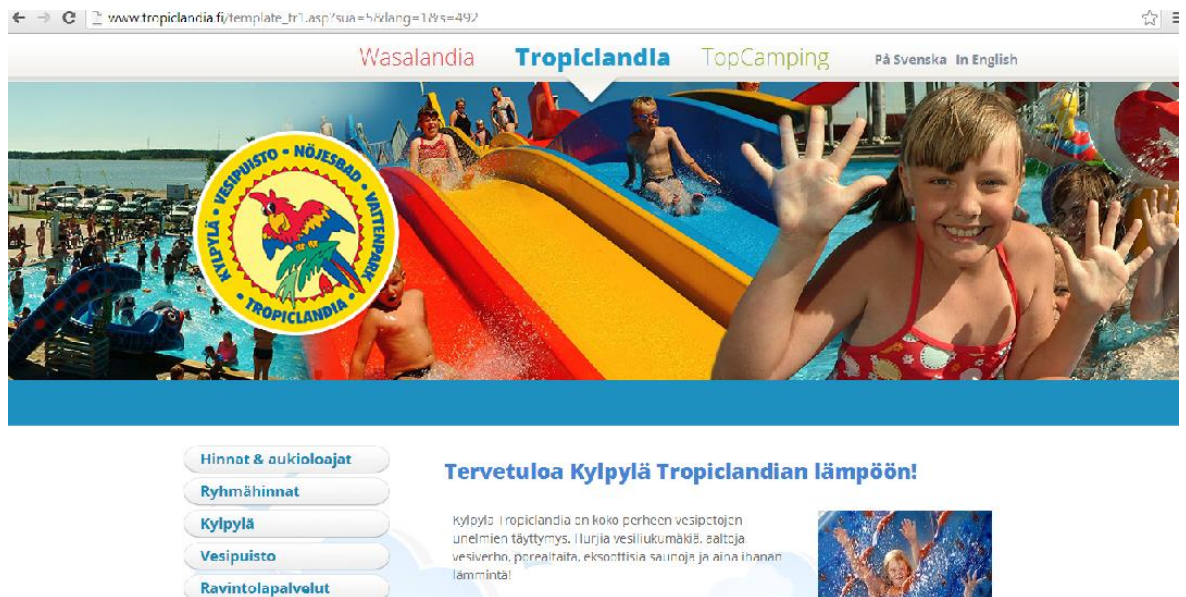 www.tropiclandia.fi/template_tr1.asp?sua=5&lang=1&s=492
Wasalandia Tropiclandia TopCamping På Svenska In English
KYLPYLÄ • VESIPUISTO • NÖJESBAD • VATTENPARK
• TROPICLANDIA •
Hinnat & aukioloajat
Ryhmähinnat
Kylpylä
Vesipuisto
Ravintolapalvelut
Tervetuloa Kylpylä Tropiclandian lämpöön!
Kylpylä Tropiclandia on koko perheen vesipetojen
unelmien täyttymys. Hurjia vesiliukumäkiä, aaltoja,
vesiverho, porealtaita, eksoottisia saunoja ja aina ihanan
lämmintä!